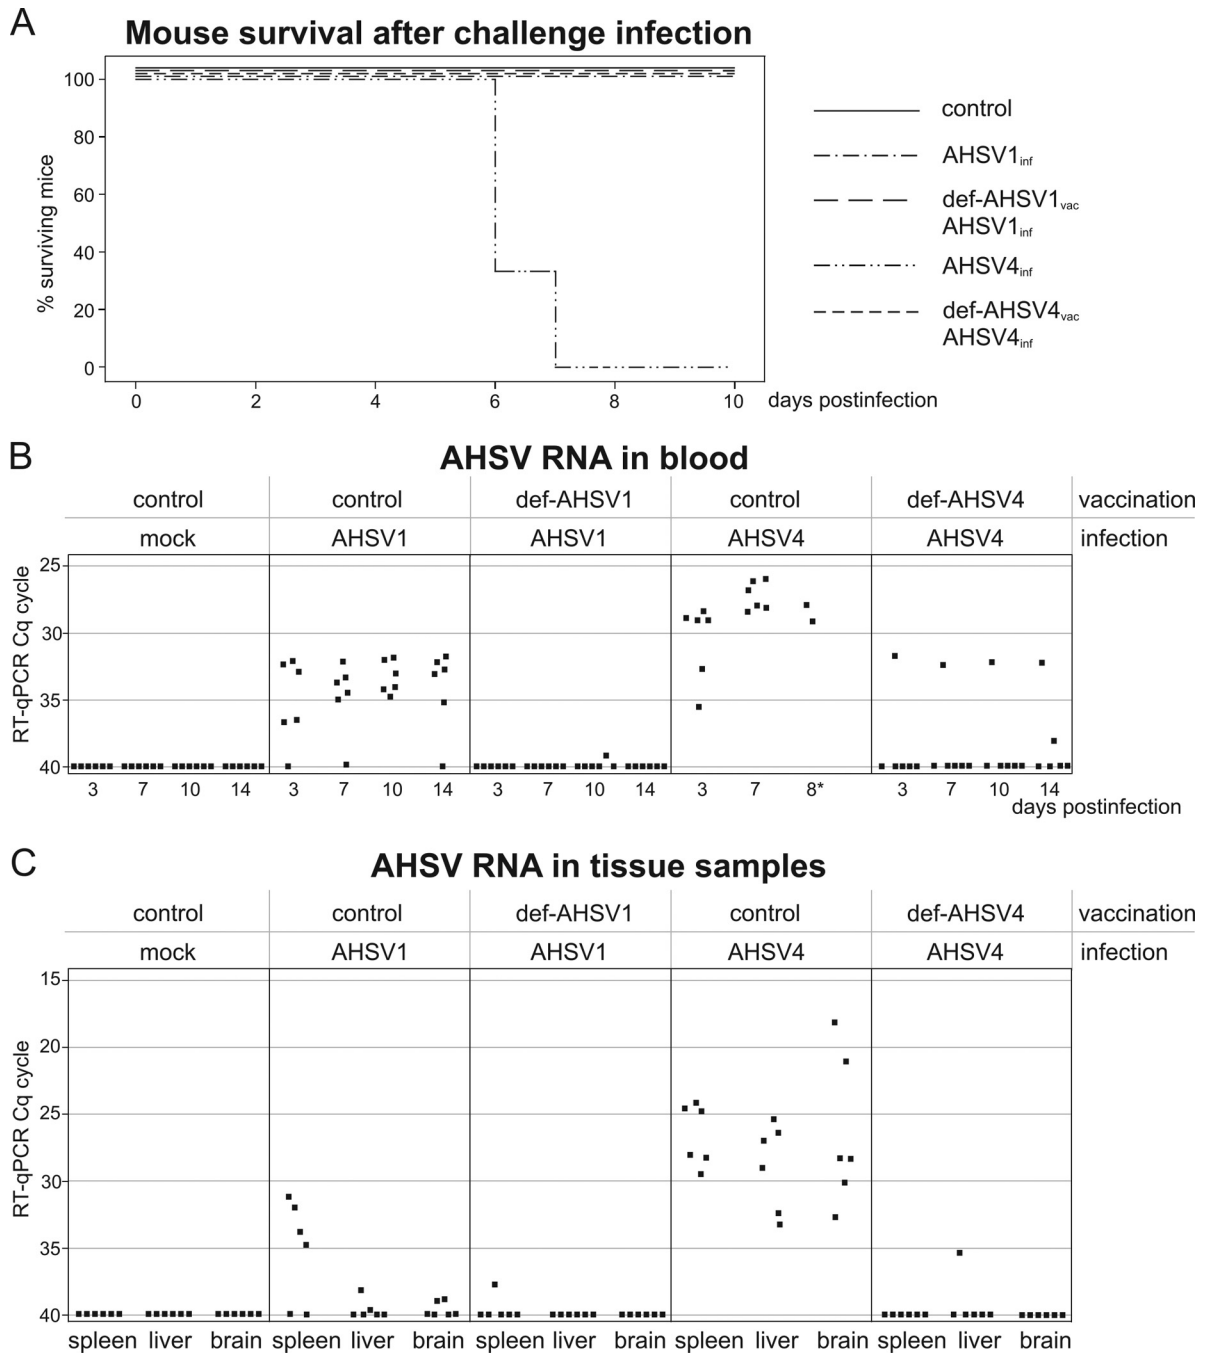 A
Mouse survival after challenge infection
100
80
60
40
20
0
% surviving mice
0 2 4 6 8 10 days postinfection
control
AHSV1inf
def-AHSV1vac
AHSV1inf
AHSV4inf
def-AHSV4vac
AHSV4inf
B
AHSV RNA in blood
control control def-AHSV1 control def-AHSV4 vaccination
mock AHSV1 AHSV1 AHSV4 AHSV4 infection
RT-qPCR Cq cycle
25
30
35
40
3 7 10 14 3 7 10 14 3 7 10 14 3 7 8* 3 7 10 14
days postinfection
C
AHSV RNA in tissue samples
control control def-AHSV1 control def-AHSV4 vaccination
mock AHSV1 AHSV1 AHSV4 AHSV4 infection
RT-qPCR Cq cycle
15
20
25
30
35
40
spleen liver brain spleen liver brain spleen liver brain spleen liver brain spleen liver brain